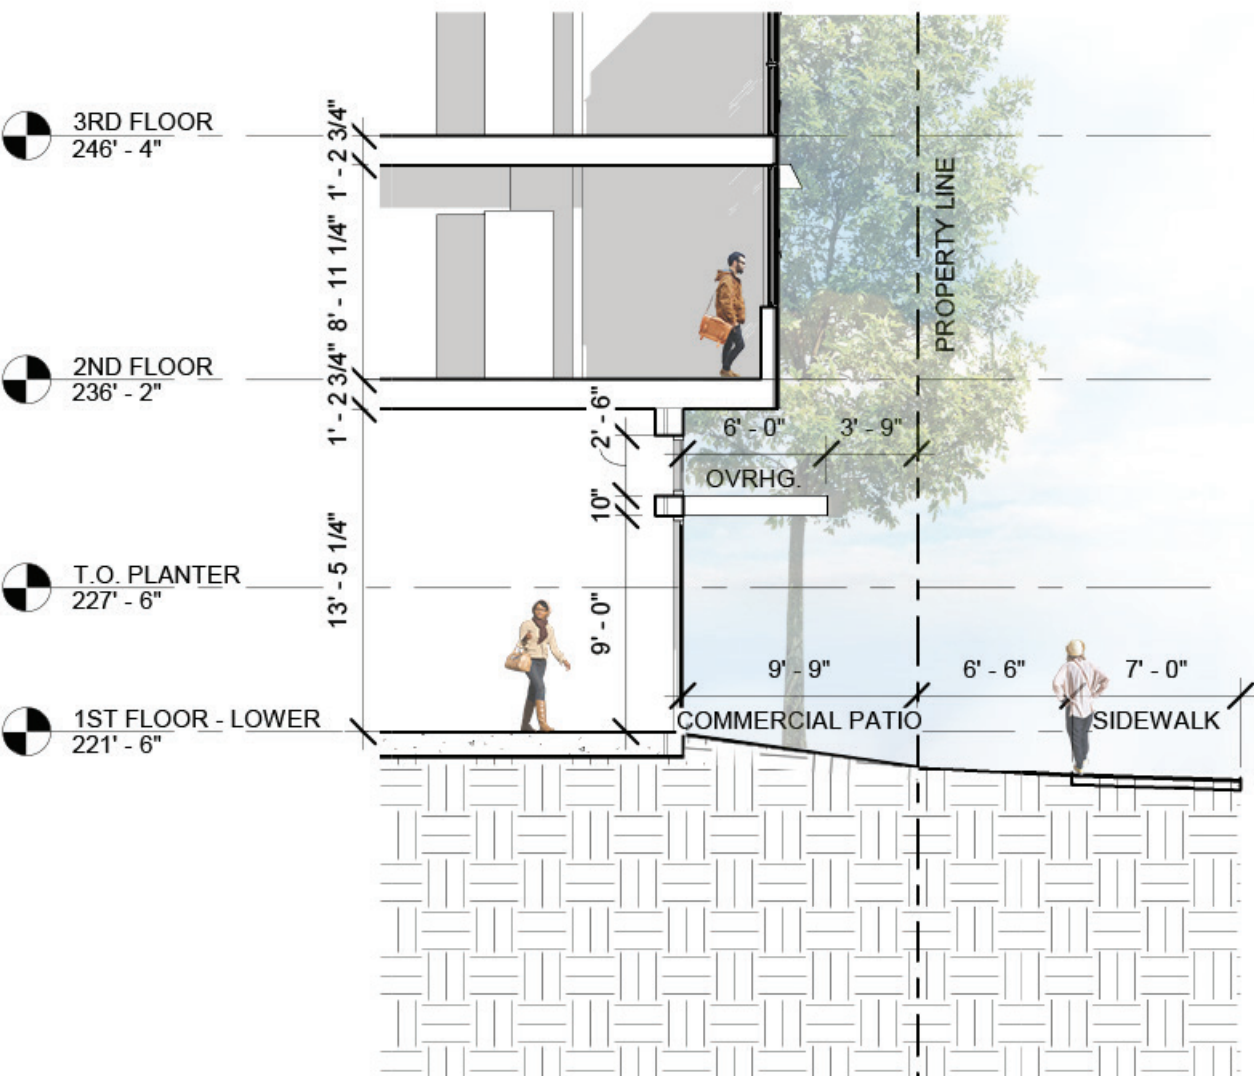 3RD FLOOR
246' - 4"
1' - 2 3/4"
8' - 11 1/4"
PROPERTY LINE
2ND FLOOR
236' - 2"
1' - 2 3/4"
2' - 6"
6' - 0"
3' - 9"
OVRHG.
10"
13' - 5 1/4"
T.O. PLANTER
227' - 6"
9' - 0"
9' - 9"
6' - 6"
7' - 0"
1ST FLOOR - LOWER
221' - 6"
COMMERCIAL PATIO
SIDEWALK